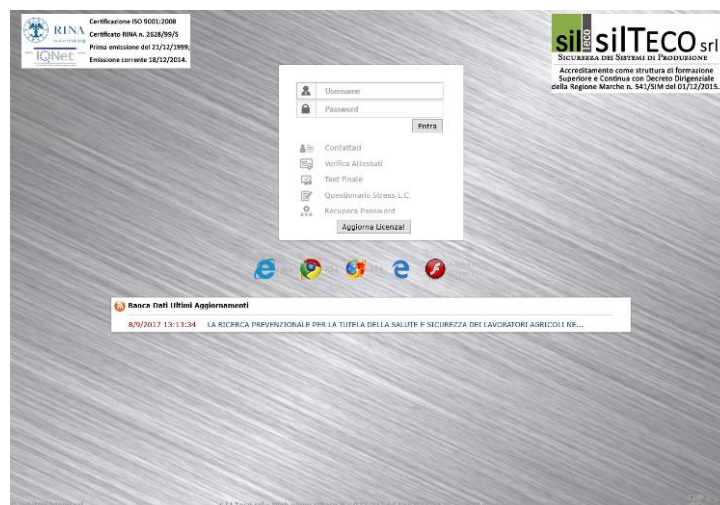 RINA
IQNet
Certificazione ISO 9001:2008
Certificato RINA n. 2628/99/S
Prima emissione del 21/12/1999;
Emissione corrente 18/12/2014.
sil
teco
silTECO srl
SICUREZZA DEI SISTEMI DI PRODUZIONE
Accreditamento come struttura di formazione
Superiore e Continua con Decreto Dirigenziale
della Regione Marche n. 541/SIM del 01/12/2015.
Username
Password
Entra
Contattaci
Verifica Attestati
Test Finale
Questionario Stress L.C.
Recupera Password
Aggiorna Licenza!
Banca Dati Ultimi Aggiornamenti
8/9/2017 13:13:34 LA RICERCA PREVENZIONALE PER LA TUTELA DELLA SALUTE E SICUREZZA DEI LAVORATORI AGRICOLI NE...